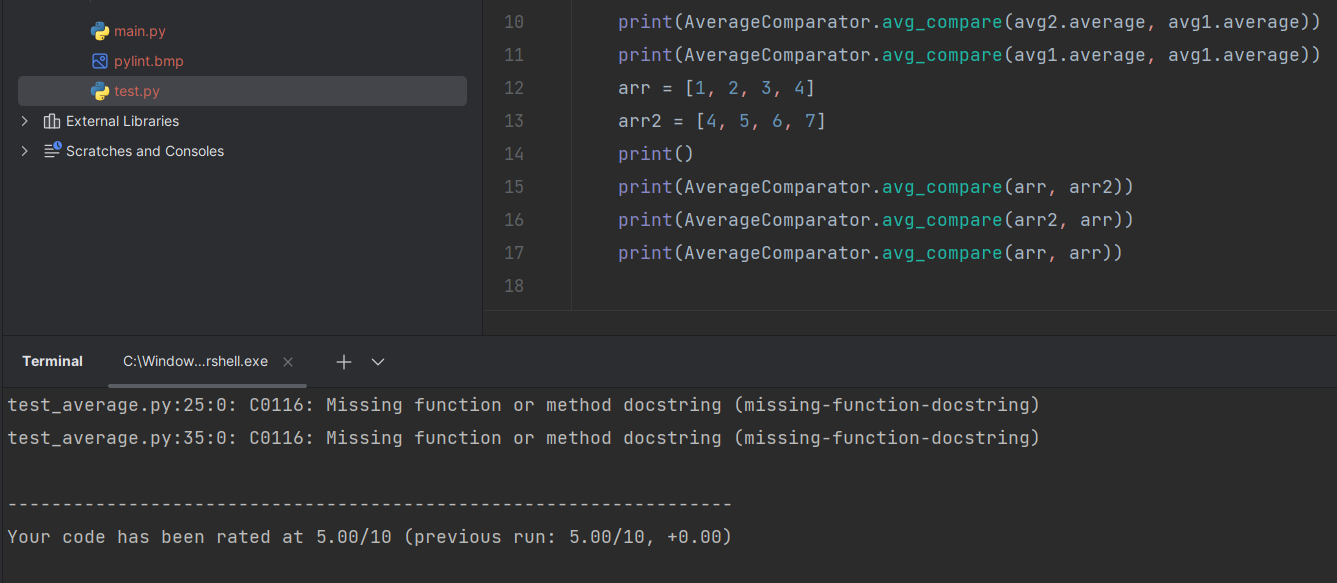 main.py
pylint.bmp
test.py
External Libraries
Scratches and Consoles
10 print(AverageComparator.avg_compare(avg2.average, avg1.average))
11 print(AverageComparator.avg_compare(avg1.average, avg1.average))
12 arr = [1, 2, 3, 4]
13 arr2 = [4, 5, 6, 7]
14 print()
15 print(AverageComparator.avg_compare(arr, arr2))
16 print(AverageComparator.avg_compare(arr2, arr))
17 print(AverageComparator.avg_compare(arr, arr))
18
Terminal C:\Window...rshell.exe
test_average.py:25:0: C0116: Missing function or method docstring (missing-function-docstring)
test_average.py:35:0: C0116: Missing function or method docstring (missing-function-docstring)
------------------------------------------------------------------
Your code has been rated at 5.00/10 (previous run: 5.00/10, +0.00)